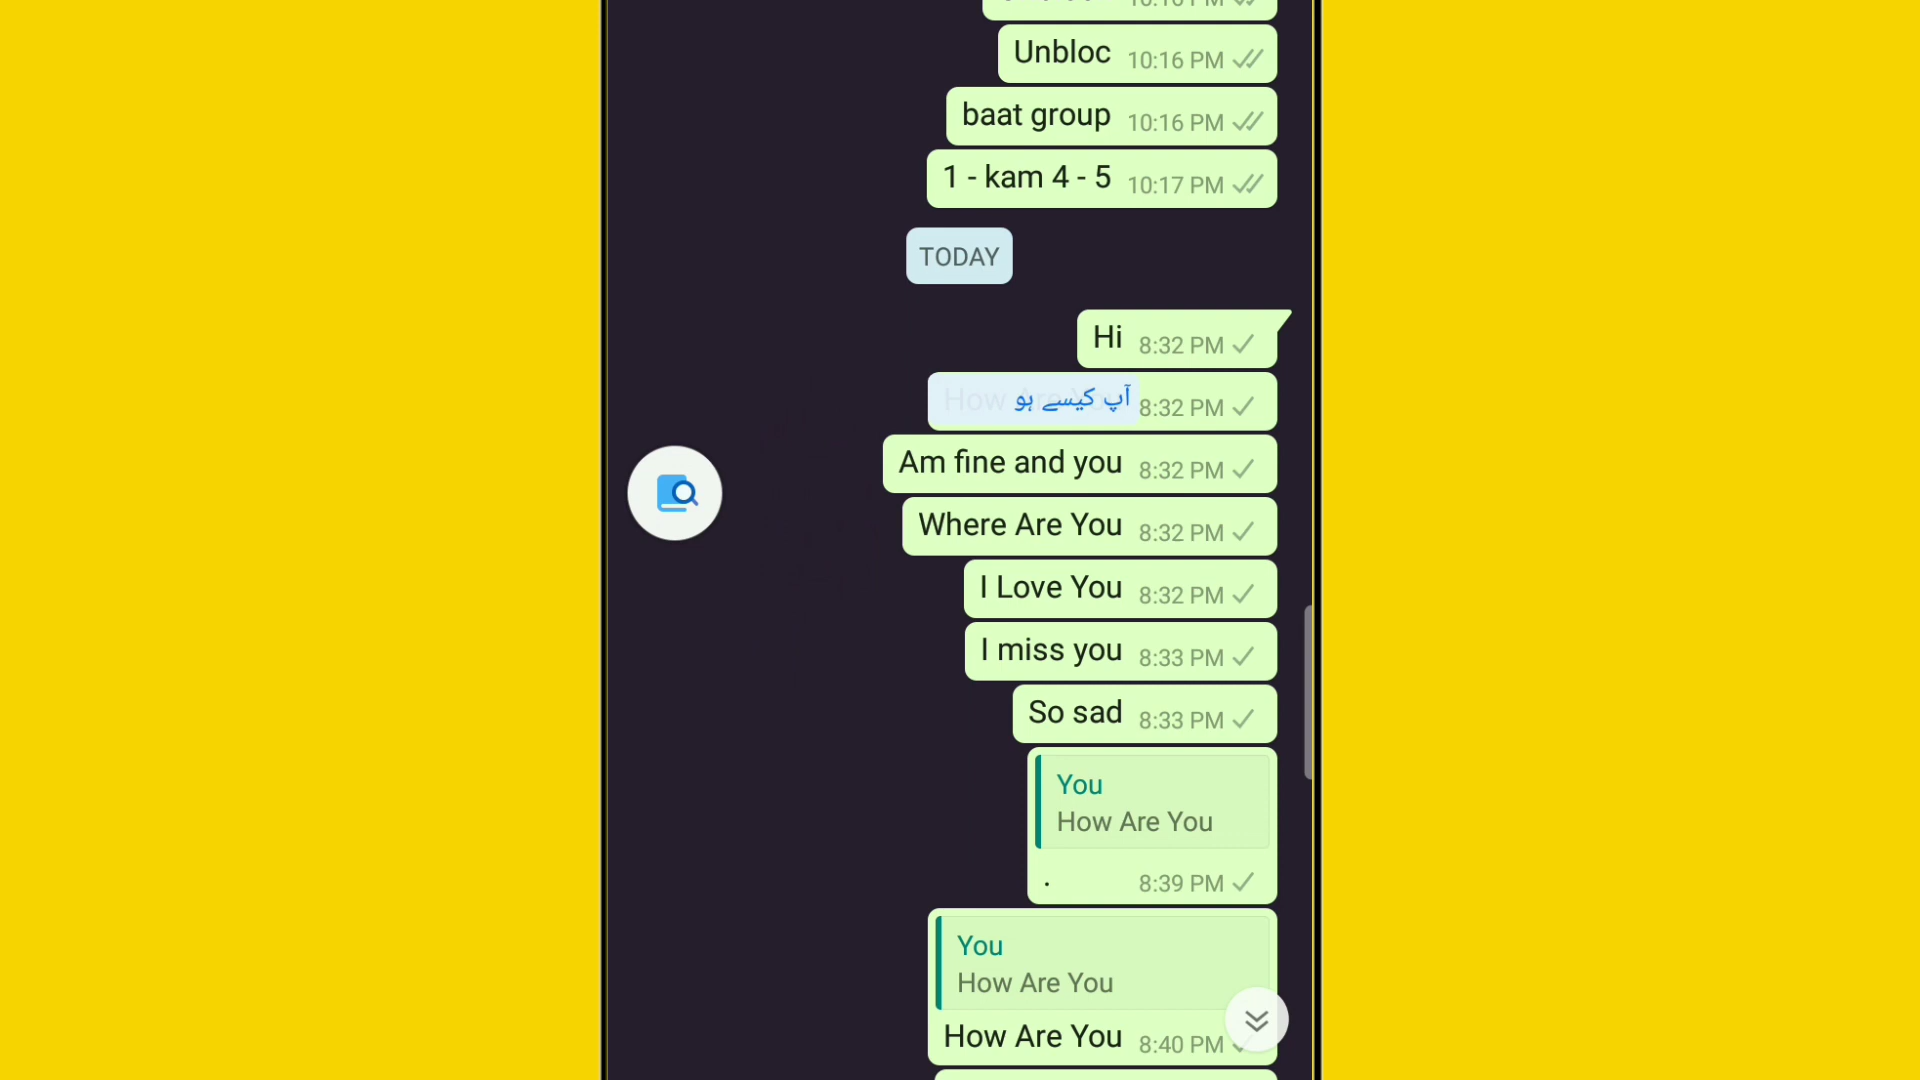 Unbloc 10:16 PM
baat group 10:16 PM
1 - kam 4 - 5 10:17 PM
TODAY
Hi 8:32 PM
آپ کیسے ہو 8:32 PM
Am fine and you 8:32 PM
Where Are You 8:32 PM
I Love You 8:32 PM
I miss you 8:33 PM
So sad 8:33 PM
You
How Are You
. 8:39 PM
You
How Are You
How Are You 8:40 PM